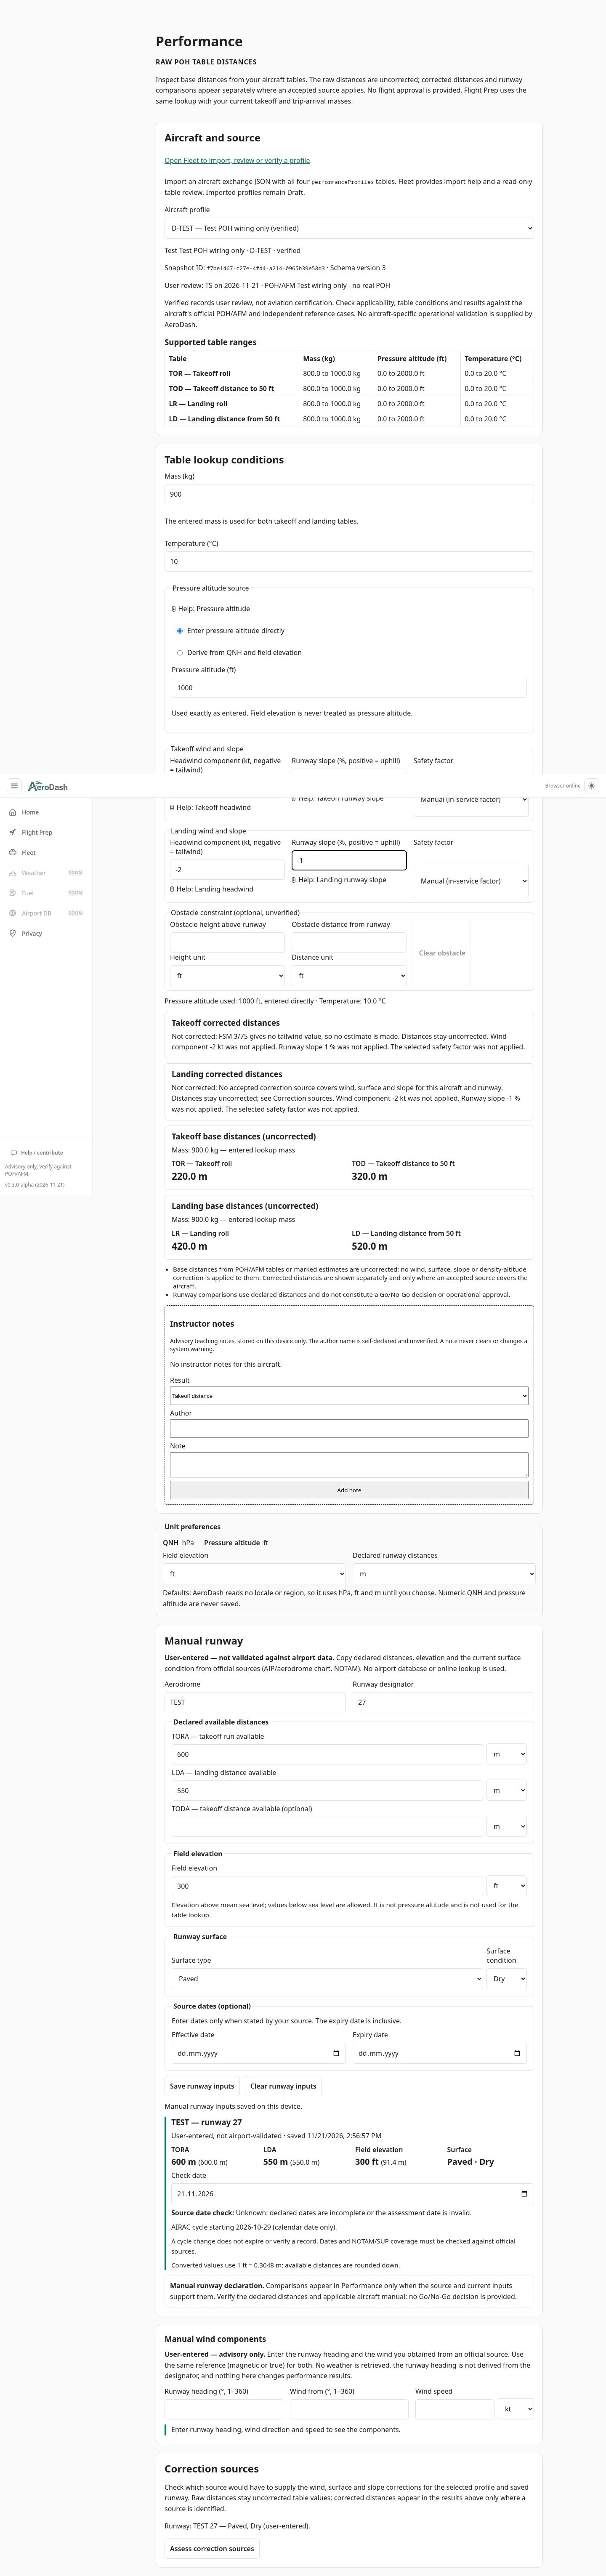 Performance
RAW POH TABLE DISTANCES
Inspect base distances from your aircraft tables. The raw distances are uncorrected; corrected distances and runway
comparisons appear separately where an accepted source applies. No flight approval is provided. Flight Prep uses the
same lookup with your current takeoff and trip-arrival masses.
Aircraft and source
Open Fleet to import, review or verify a profile.
Import an aircraft exchange JSON with all four performanceProfiles tables. Fleet provides import help and a read-only
table review. Imported profiles remain Draft.
Aircraft profile
D-TEST — Test POH wiring only (verified)
Test Test POH wiring only · D-TEST · verified
Snapshot ID: f7be1467-c27e-4fd4-a214-0965b39e58d3 · Schema version 3
User review: TS on 2026-11-21 · POH/AFM Test wiring only - no real POH
Verified records user review, not aviation certification. Check applicability, table conditions and results against the
aircraft's official POH/AFM and independent reference cases. No aircraft-specific operational validation is supplied by
AeroDash.
Supported table ranges
Table Mass (kg) Pressure altitude (ft) Temperature (°C)
TOR — Takeoff roll 800.0 to 1000.0 kg 0.0 to 2000.0 ft 0.0 to 20.0 °C
TOD — Takeoff distance to 50 ft 800.0 to 1000.0 kg 0.0 to 2000.0 ft 0.0 to 20.0 °C
LR — Landing roll 800.0 to 1000.0 kg 0.0 to 2000.0 ft 0.0 to 20.0 °C
LD — Landing distance from 50 ft 800.0 to 1000.0 kg 0.0 to 2000.0 ft 0.0 to 20.0 °C
Table lookup conditions
Mass (kg)
900
The entered mass is used for both takeoff and landing tables.
Temperature (°C)
10
Pressure altitude source
Help: Pressure altitude
Enter pressure altitude directly
Derive from QNH and field elevation
Pressure altitude (ft)
1000
Used exactly as entered. Field elevation is never treated as pressure altitude.
Takeoff wind and slope
Headwind component (kt, negative
= tailwind)
Runway slope (%, positive = uphill)
Safety factor
AeroDash
Browser online
Help: Takeoff headwind
Help: Takeoff runway slope
Manual (in-service factor)
Home
Flight Prep
Fleet
Weather SOON
Fuel SOON
Airport DB SOON
Privacy
Landing wind and slope
Headwind component (kt, negative
= tailwind)
Runway slope (%, positive = uphill)
Safety factor
-2
-1
Manual (in-service factor)
Help: Landing headwind
Help: Landing runway slope
Obstacle constraint (optional, unverified)
Obstacle height above runway
Obstacle distance from runway
Clear obstacle
Height unit
Distance unit
ft
ft
Pressure altitude used: 1000 ft, entered directly · Temperature: 10.0 °C
Takeoff corrected distances
Not corrected: FSM 3/75 gives no tailwind value, so no estimate is made. Distances stay uncorrected. Wind
component -2 kt was not applied. Runway slope 1 % was not applied. The selected safety factor was not applied.
Landing corrected distances
Not corrected: No accepted correction source covers wind, surface and slope for this aircraft and runway.
Distances stay uncorrected; see Correction sources. Wind component -2 kt was not applied. Runway slope -1 %
was not applied. The selected safety factor was not applied.
Takeoff base distances (uncorrected)
Mass: 900.0 kg — entered lookup mass
TOR — Takeoff roll TOD — Takeoff distance to 50 ft
220.0 m 320.0 m
Help / contribute
Advisory only. Verify against
POH/AFM.
v0.3.0-alpha (2026-11-21)
Landing base distances (uncorrected)
Mass: 900.0 kg — entered lookup mass
LR — Landing roll LD — Landing distance from 50 ft
420.0 m 520.0 m
Base distances from POH/AFM tables or marked estimates are uncorrected: no wind, surface, slope or density-altitude
correction is applied to them. Corrected distances are shown separately and only where an accepted source covers the
aircraft.
Runway comparisons use declared distances and do not constitute a Go/No-Go decision or operational approval.
Instructor notes
Advisory teaching notes, stored on this device only. The author name is self-declared and unverified. A note never clears or changes a
system warning.
No instructor notes for this aircraft.
Result
Takeoff distance
Author
Note
Add note
Unit preferences
QNH hPa Pressure altitude ft
Field elevation Declared runway distances
ft m
Defaults: AeroDash reads no locale or region, so it uses hPa, ft and m until you choose. Numeric QNH and pressure
altitude are never saved.
Manual runway
User-entered — not validated against airport data. Copy declared distances, elevation and the current surface
condition from official sources (AIP/aerodrome chart, NOTAM). No airport database or online lookup is used.
Aerodrome Runway designator
TEST 27
Declared available distances
TORA — takeoff run available
600 m
LDA — landing distance available
550 m
TODA — takeoff distance available (optional)
m
Field elevation
Field elevation
300 ft
Elevation above mean sea level; values below sea level are allowed. It is not pressure altitude and is not used for the
table lookup.
Runway surface
Surface type
Surface
condition
Paved Dry
Source dates (optional)
Enter dates only when stated by your source. The expiry date is inclusive.
Effective date Expiry date
dd.mm.yyyy dd.mm.yyyy
Save runway inputs Clear runway inputs
Manual runway inputs saved on this device.
TEST — runway 27
User-entered, not airport-validated · saved 11/21/2026, 2:56:57 PM
TORA LDA Field elevation Surface
600 m (600.0 m) 550 m (550.0 m) 300 ft (91.4 m) Paved · Dry
Check date
21.11.2026
Source date check: Unknown: declared dates are incomplete or the assessment date is invalid.
AIRAC cycle starting 2026-10-29 (calendar date only).
A cycle change does not expire or verify a record. Dates and NOTAM/SUP coverage must be checked against official
sources.
Converted values use 1 ft = 0.3048 m; available distances are rounded down.
Manual runway declaration. Comparisons appear in Performance only when the source and current inputs
support them. Verify the declared distances and applicable aircraft manual; no Go/No-Go decision is provided.
Manual wind components
User-entered — advisory only. Enter the runway heading and the wind you obtained from an official source. Use
the same reference (magnetic or true) for both. No weather is retrieved, the runway heading is not derived from the
designator, and nothing here changes performance results.
Runway heading (°, 1–360) Wind from (°, 1–360) Wind speed
kt
Enter runway heading, wind direction and speed to see the components.
Correction sources
Check which source would have to supply the wind, surface and slope corrections for the selected profile and saved
runway. Raw distances stay uncorrected table values; corrected distances appear in the results above only where a
source is identified.
Runway: TEST 27 — Paved, Dry (user-entered).
Assess correction sources